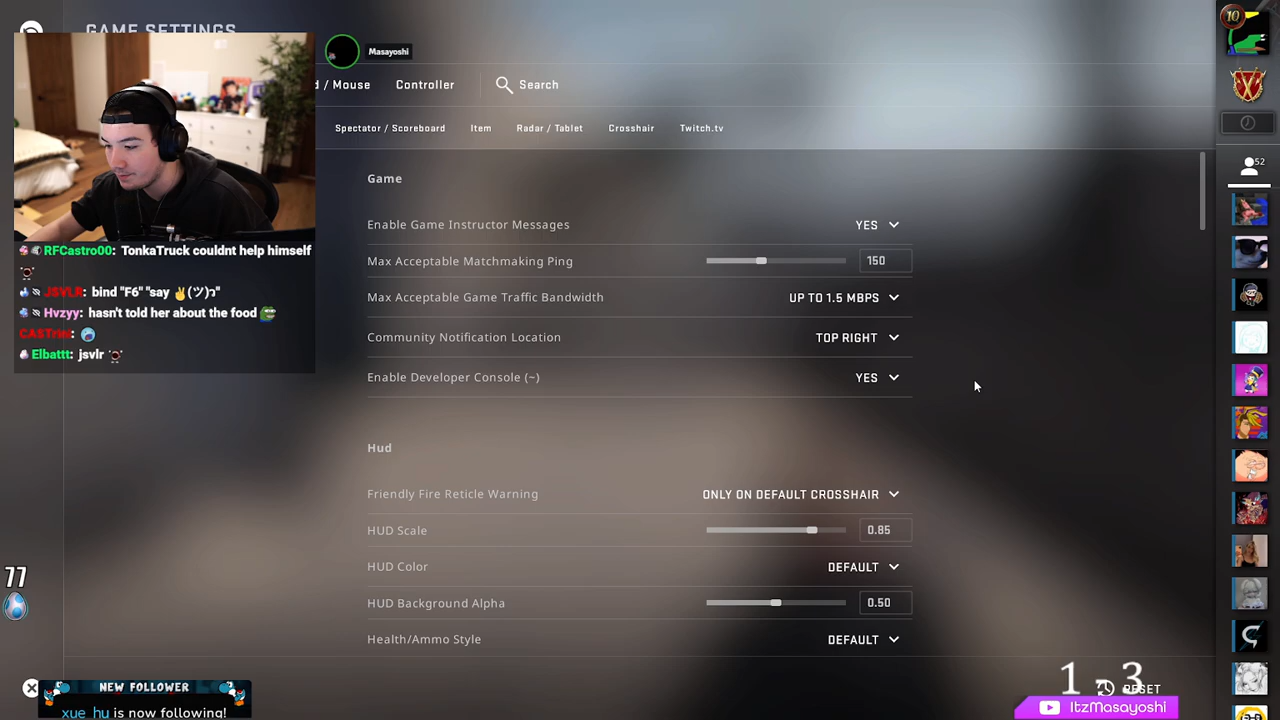 GAME SETTINGS
Masayoshi
d / Mouse
Controller
Search
Spectator / Scoreboard
Item
Radar / Tablet
Crosshair
Twitch.tv
Game
Enable Game Instructor Messages
YES
Max Acceptable Matchmaking Ping
150
Max Acceptable Game Traffic Bandwidth
UP TO 1.5 MBPS
Community Notification Location
TOP RIGHT
Enable Developer Console (~)
YES
Hud
Friendly Fire Reticle Warning
ONLY ON DEFAULT CROSSHAIR
HUD Scale
0.85
HUD Color
DEFAULT
HUD Background Alpha
0.50
Health/Ammo Style
DEFAULT
RFCastro00: TonkaTruck couldnt help himself
JSVLR: bind "F6" "say ✌(ツ)
Hvzyy: hasn't told her about the food
CASTrini:
Elbattt: jsvlr
77
NEW FOLLOWER
xue_hu is now following!
1 - 3
RESET
ItzMasayoshi
10
52